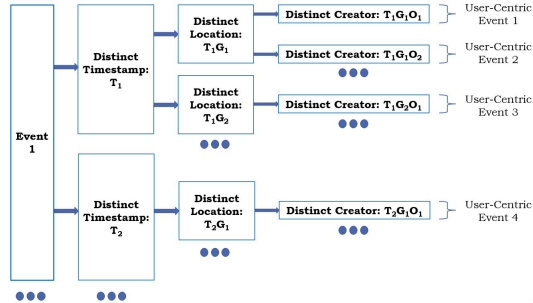 Event
1
Distinct
Timestamp:
T₁
Distinct
Location:
T₁G₁
Distinct Creator: T₁G₁O₁
User-Centric
Event 1
Distinct Creator: T₁G₁O₂
User-Centric
Event 2
Distinct
Location:
T₁G₂
Distinct Creator: T₁G₂O₁
User-Centric
Event 3
Distinct
Timestamp:
T₂
Distinct
Location:
T₂G₁
Distinct Creator: T₂G₁O₁
User-Centric
Event 4